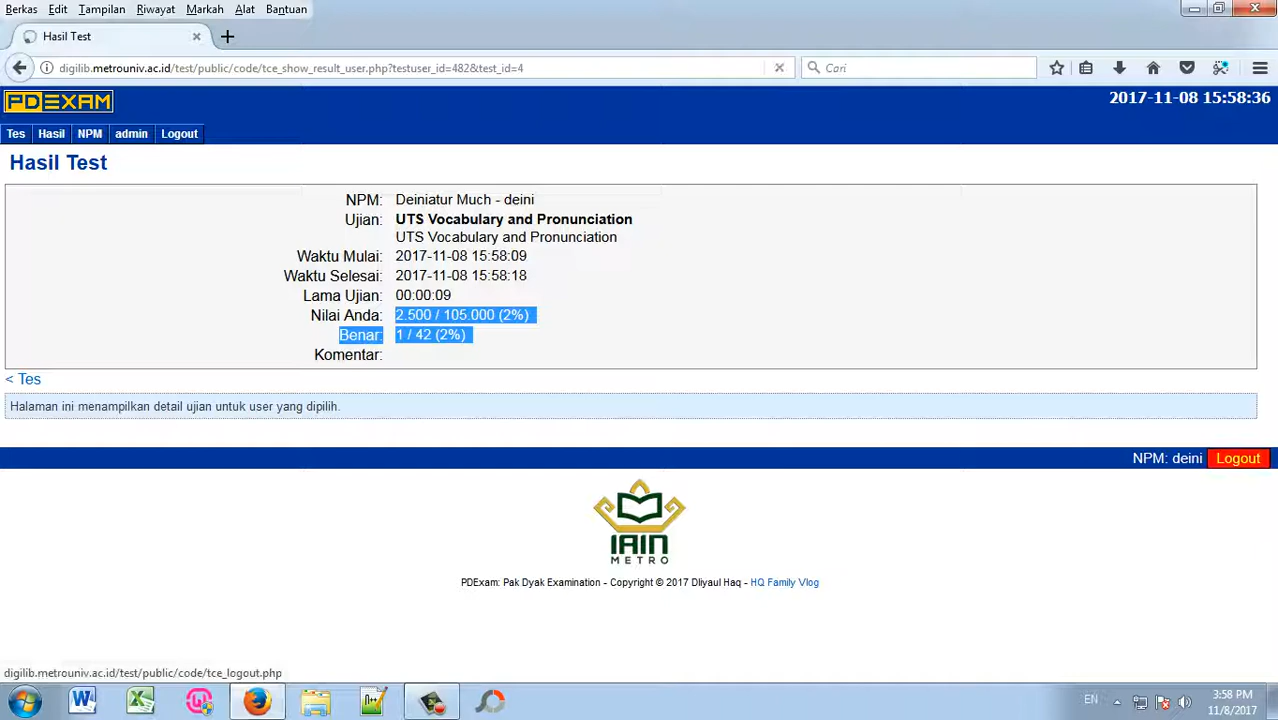 Berkas Edit Tampilan Riwayat Markah Alat Bantuan
Hasil Test
digilib.metrouniv.ac.id/test/public/code/tce_show_result_user.php?testuser_id=482&test_id=4
Cari
PDEXAM
2017-11-08 15:58:36
Tes Hasil NPM admin Logout
Hasil Test
NPM: Deiniatur Much - deini
Ujian: UTS Vocabulary and Pronunciation
UTS Vocabulary and Pronunciation
Waktu Mulai: 2017-11-08 15:58:09
Waktu Selesai: 2017-11-08 15:58:18
Lama Ujian: 00:00:09
Nilai Anda: 2.500 / 105.000 (2%)
Benar: 1 / 42 (2%)
Komentar:
< Tes
Halaman ini menampilkan detail ujian untuk user yang dipilih.
NPM: deini Logout
IAIN
METRO
PDExam: Pak Dyak Examination - Copyright © 2017 Dliyaul Haq - HQ Family Vlog
digilib.metrouniv.ac.id/test/public/code/tce_logout.php
EN
3:58 PM
11/8/2017